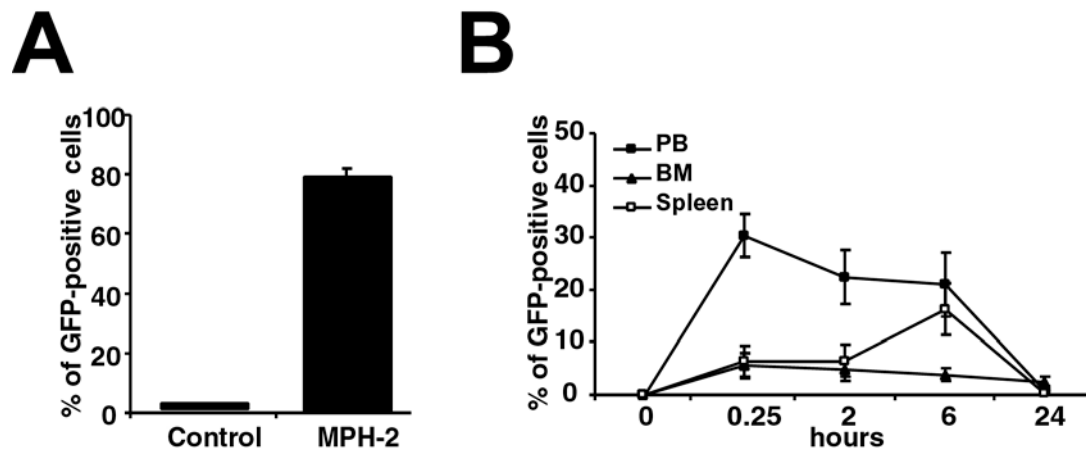 A
% of GFP-positive cells
100
80
60
40
20
0
Control MPH-2
B
% of GFP-positive cells
50
40
30
20
10
0
PB
BM
Spleen
0 0.25 2 6 24
hours